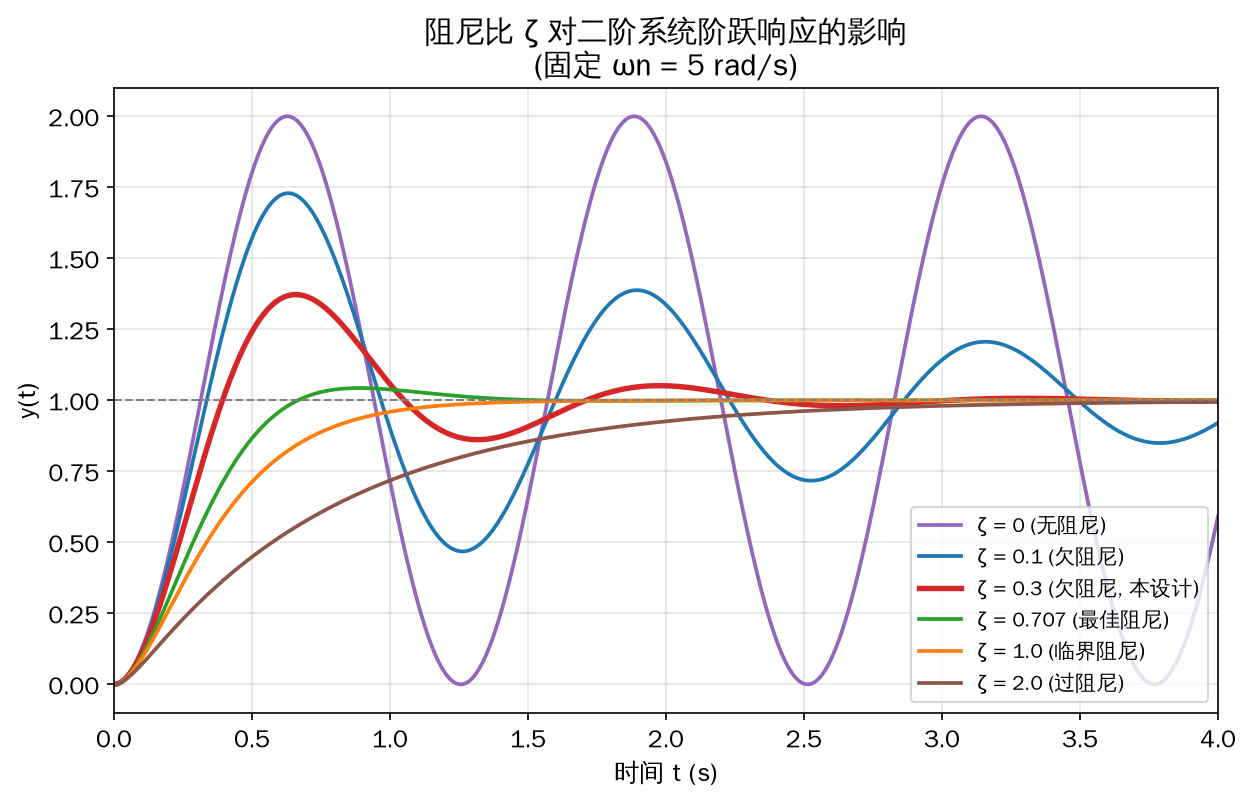 阻尼比 ζ 对二阶系统阶跃响应的影响
(固定 ωn = 5 rad/s)
y(t)
2.00
1.75
1.50
1.25
1.00
0.75
0.50
0.25
0.00
ζ = 0 (无阻尼)
ζ = 0.1 (欠阻尼)
ζ = 0.3 (欠阻尼, 本设计)
ζ = 0.707 (最佳阻尼)
ζ = 1.0 (临界阻尼)
ζ = 2.0 (过阻尼)
0.0 0.5 1.0 1.5 2.0 2.5 3.0 3.5 4.0
时间 t (s)